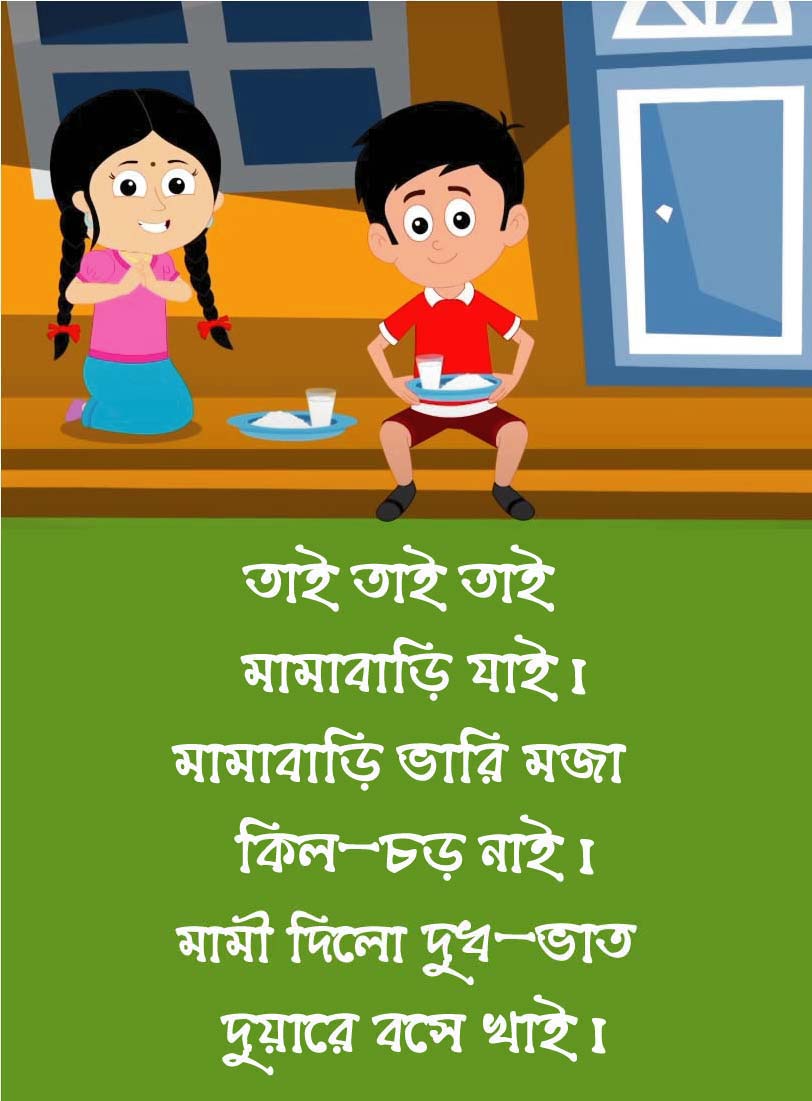 তাই তাই তাই
মামাবাড়ি যাই।
মামাবাড়ি ভারি মজা
কিল-চড় নাই।
মামী দিলো দুধ-ভাত
দুয়ারে বসে খাই।